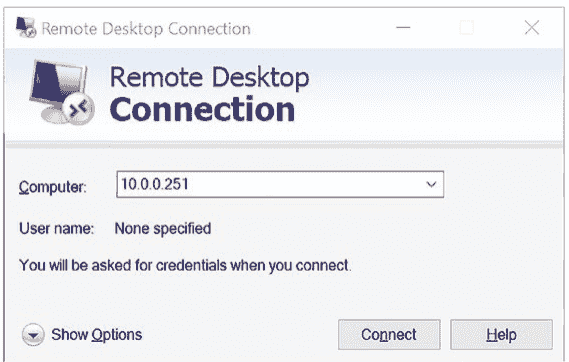 Remote Desktop Connection
Remote Desktop
Connection
Computer: 10.0.0.251
User name: None specified
You will be asked for credentials when you connect.
Show Options Connect Help